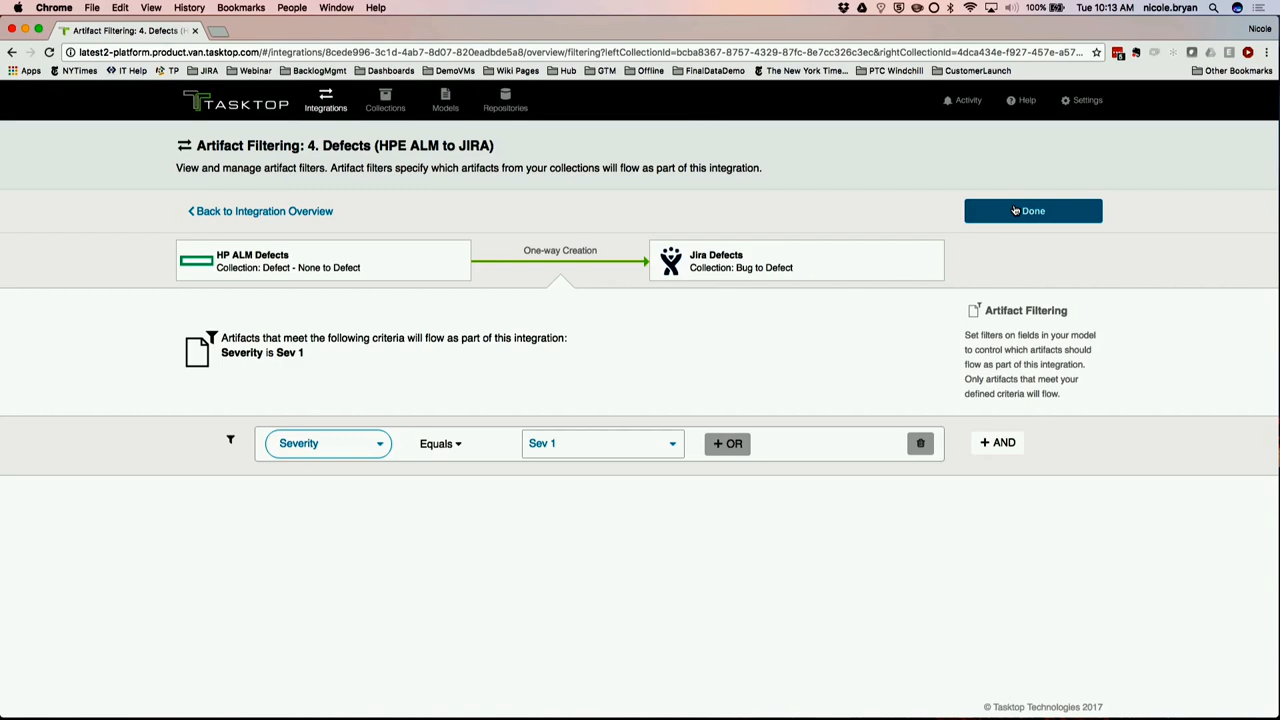 Chrome File Edit View History Bookmarks People Window Help 100% Tue 10:13 AM nicole.bryan
Artifact Filtering: 4. Defects (H × Nicole
latest2-platform.product.van.tasktop.com/#/integrations/8cede996-3c1d-4ab7-8d07-820eadbde5a8/overview/filtering?leftCollectionId=bcba8367-8757-4329-87fc-8e7cc326c3ec&rightCollectionId=4dca434e-f927-457e-a57...
Apps NYTimes IT Help TP JIRA Webinar BacklogMgmt Dashboards DemoVMs Wiki Pages Hub GTM Offline FinalDataDemo The New York Time... PTC Windchill CustomerLaunch Other Bookmarks
TASKTOP Integrations Collections Models Repositories Activity Help Settings
Artifact Filtering: 4. Defects (HPE ALM to JIRA)
View and manage artifact filters. Artifact filters specify which artifacts from your collections will flow as part of this integration.
Back to Integration Overview Done
HP ALM Defects
Collection: Defect - None to Defect
One-way Creation
Jira Defects
Collection: Bug to Defect
Artifacts that meet the following criteria will flow as part of this integration:
Severity is Sev 1
Artifact Filtering
Set filters on fields in your model
to control which artifacts should
flow as part of this integration.
Only artifacts that meet your
defined criteria will flow.
Severity Equals Sev 1 + OR + AND
© Tasktop Technologies 2017